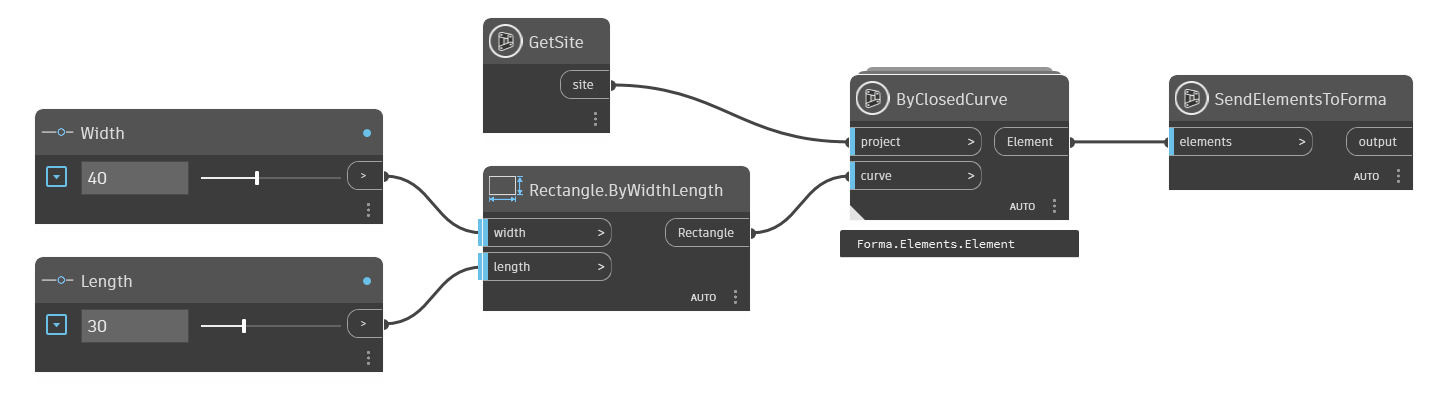 Width
40
>
Length
30
>
GetSite
site
Rectangle.ByWidthLength
width >
Rectangle
length >
AUTO
ByClosedCurve
project >
Element
curve >
AUTO
Forma.Elements.Element
SendElementsToForma
elements >
output
AUTO